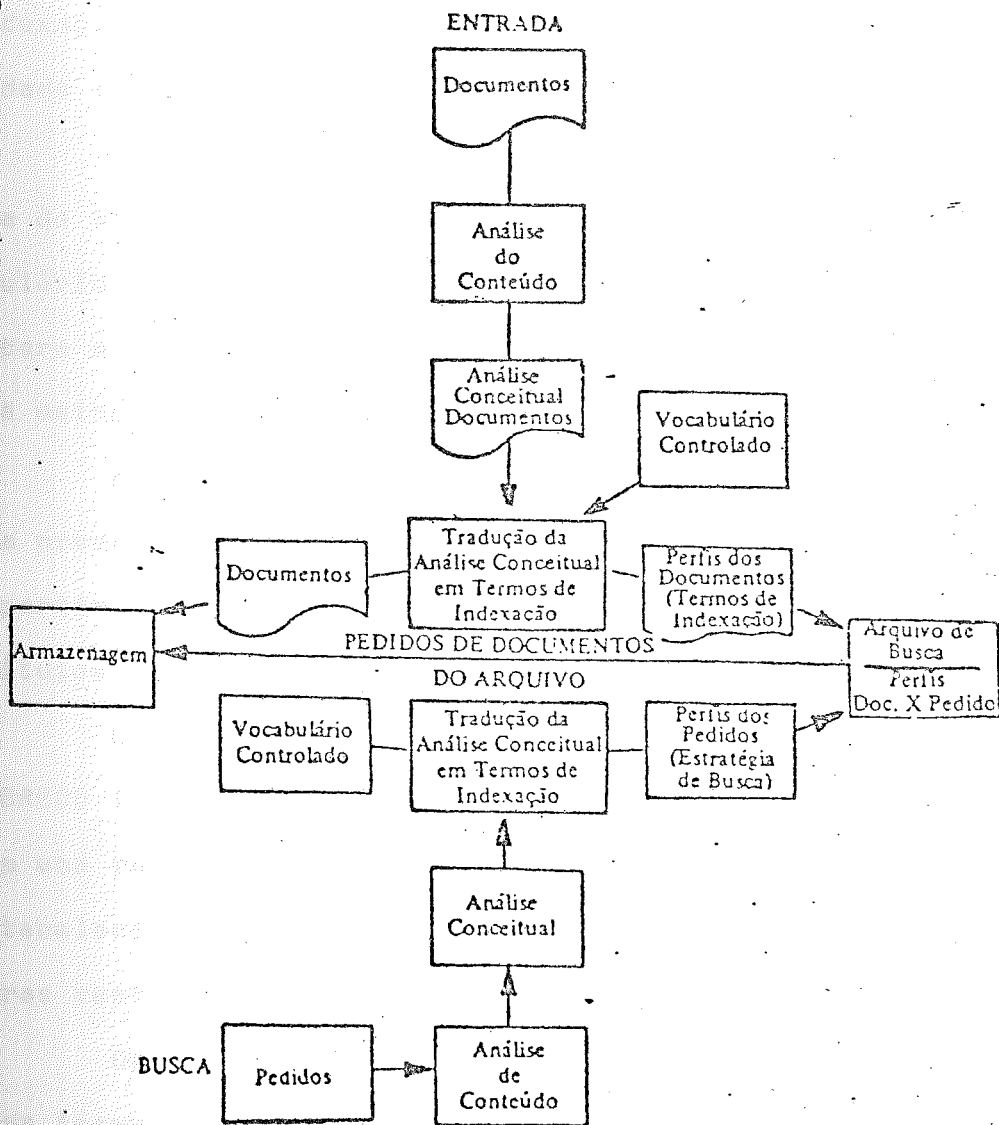 ENTRADA
Documentos
Análise
do
Conteúdo
Análise
Conceitual
Documentos
Vocabulário
Controlado
Tradução da
Análise Conceitual
em Termos de
Indexação
Documentos
Perfis dos
Documentos
(Termos de
Indexação)
Armazenagem
PEDIDOS DE DOCUMENTOS
DO ARQUIVO
Arquivo de
Busca
Perfis
Doc. X Pedido
Vocabulário
Controlado
Tradução da
Análise Conceitual
em Termos de
Indexação
Perfis dos
Pedidos
(Estratégia
de Busca)
Análise
Conceitual
BUSCA
Pedidos
Análise
de
Conteúdo